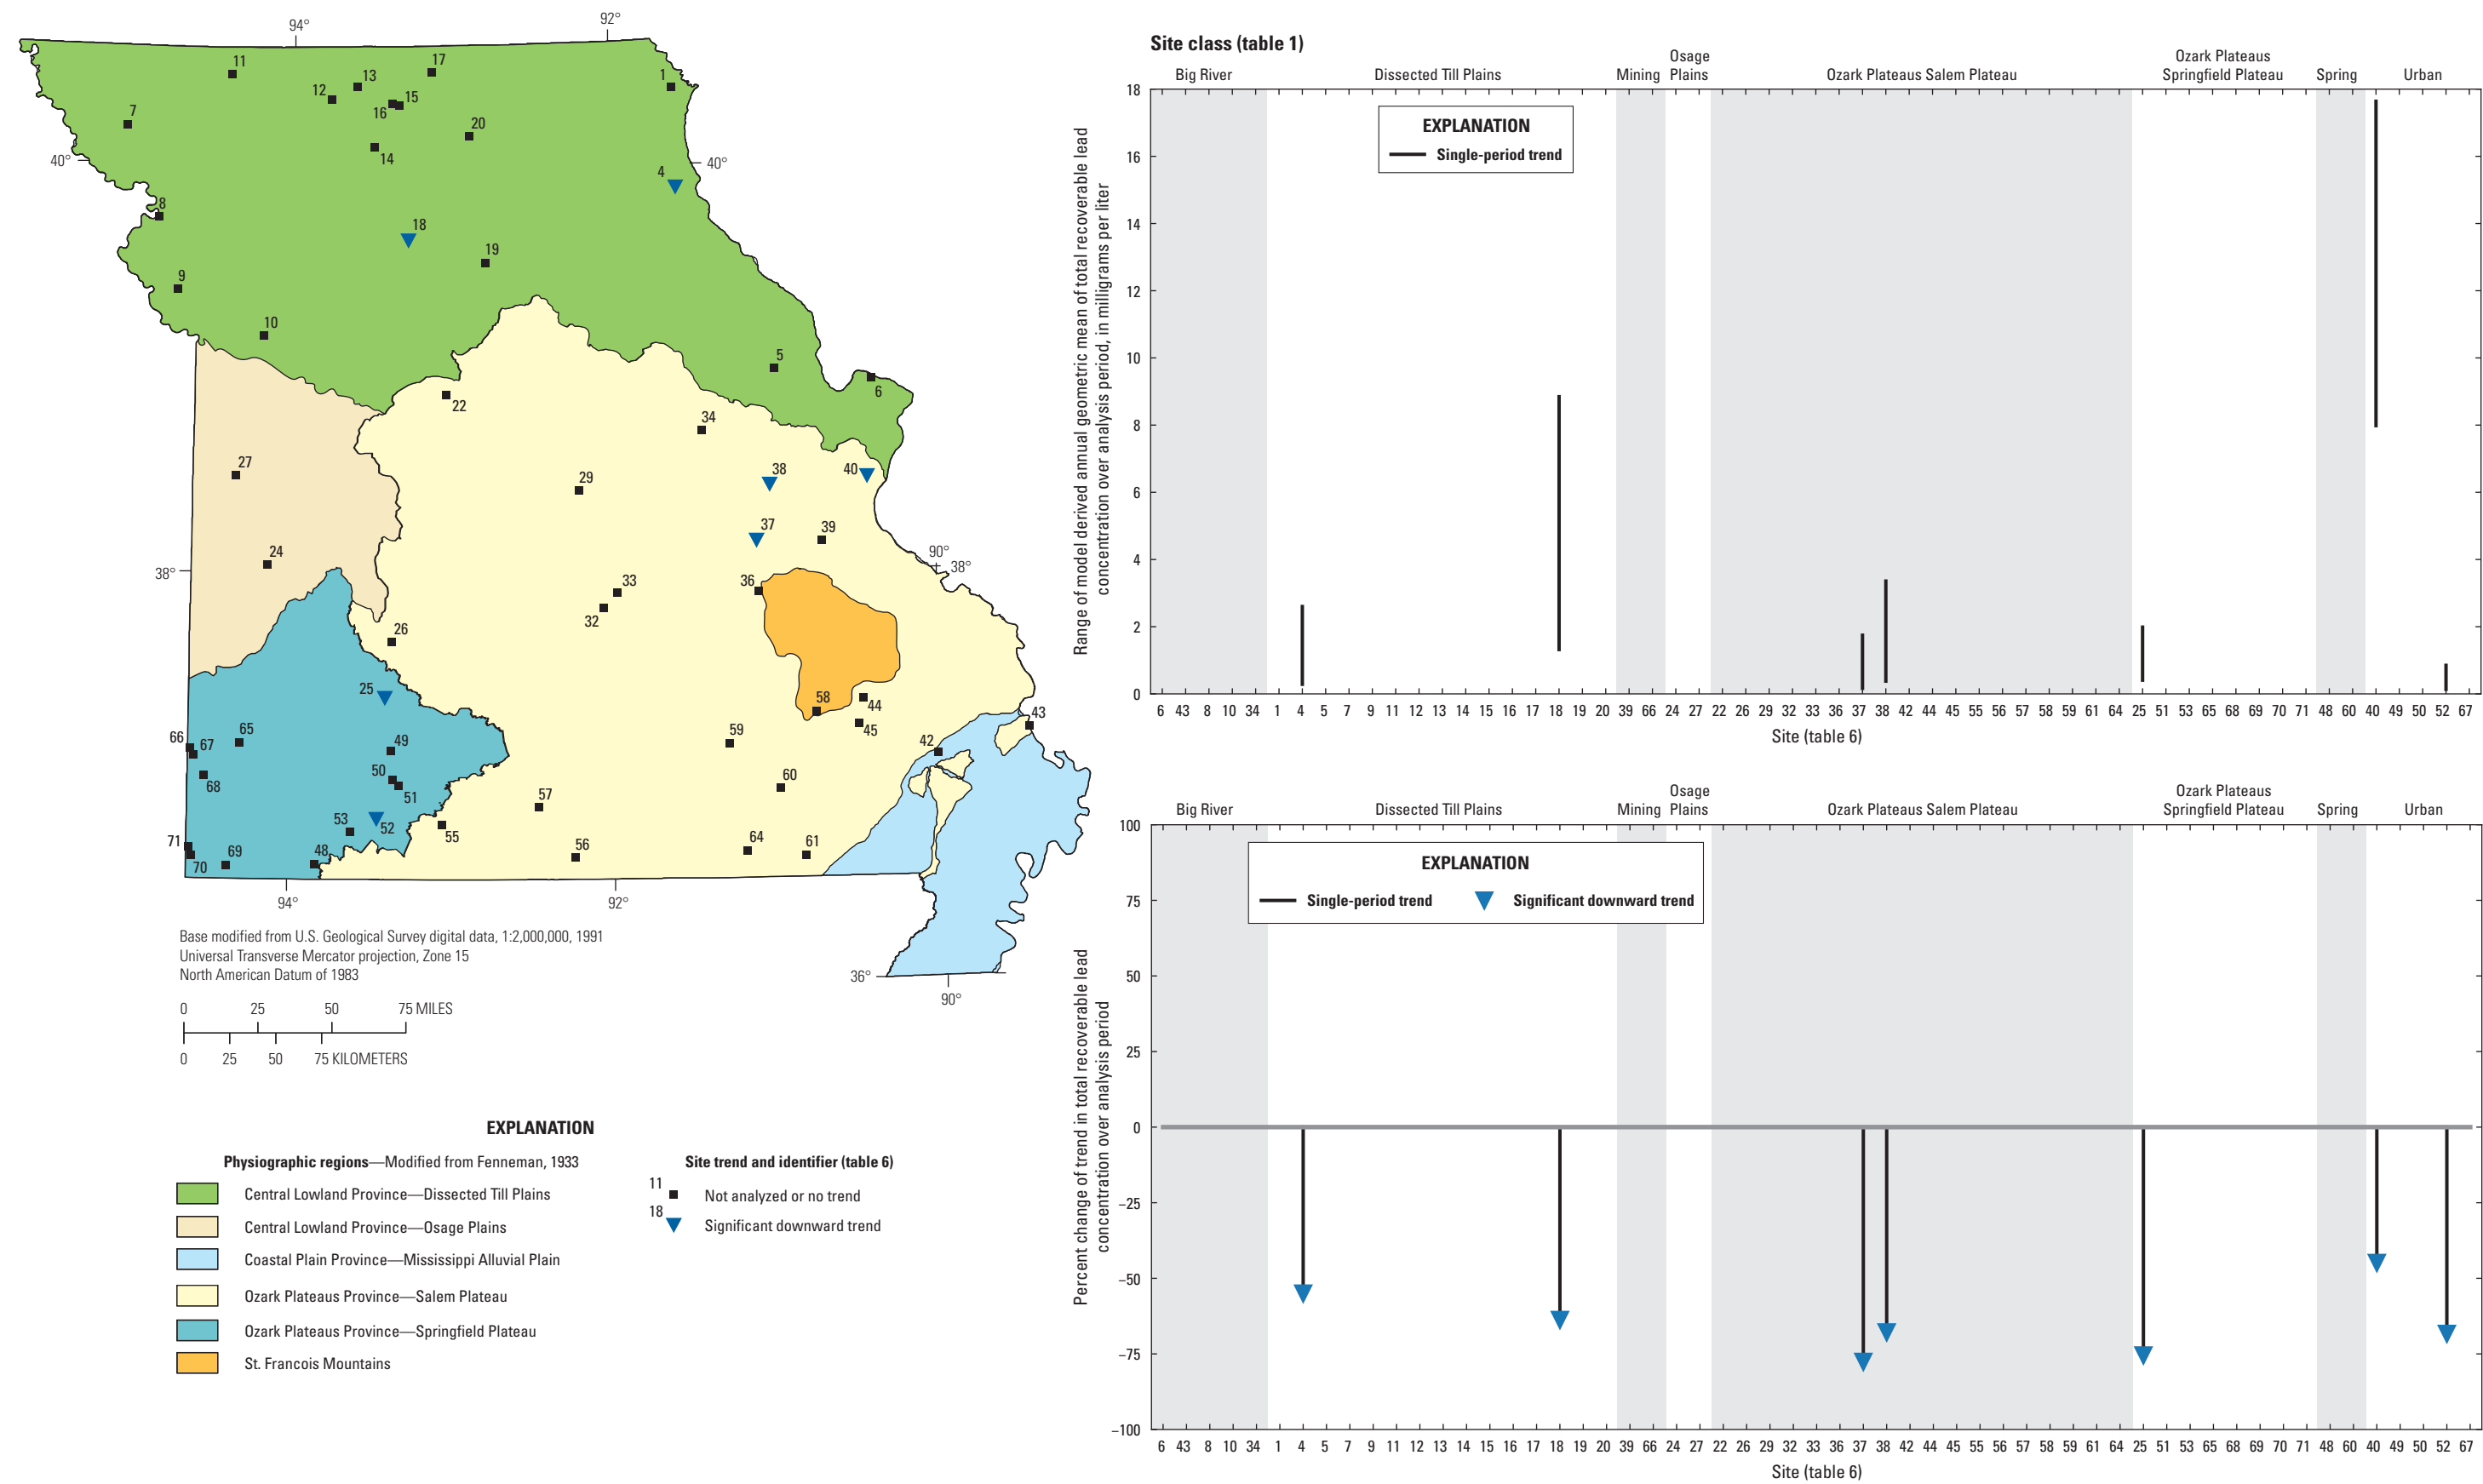 94°
92°
11
13
17
1
12
15
16
7
20
14
40°
40°
4
8
18
19
9
10
5
6
22
34
27
38
40
29
37
39
24
90°
38°
38°
33
36
32
26
25
58
44
43
45
65
66
67
49
59
42
50
68
51
60
57
53
52
55
71
69
48
56
64
61
70
94°
92°
36°
90°
Base modified from U.S. Geological Survey digital data, 1:2,000,000, 1991
Universal Transverse Mercator projection, Zone 15
North American Datum of 1983
0 25 50 75 MILES
0 25 50 75 KILOMETERS
EXPLANATION
Physiographic regions—Modified from Fenneman, 1933
Central Lowland Province—Dissected Till Plains
Central Lowland Province—Osage Plains
Coastal Plain Province—Mississippi Alluvial Plain
Ozark Plateaus Province—Salem Plateau
Ozark Plateaus Province—Springfield Plateau
St. Francois Mountains
Site trend and identifier (table 6)
11
Not analyzed or no trend
18
Significant downward trend
Site class (table 1)
Big River
Dissected Till Plains
Mining
Osage
Plains
Ozark Plateaus Salem Plateau
Ozark Plateaus
Springfield Plateau
Spring
Urban
EXPLANATION
Single-period trend
Range of model derived annual geometric mean of total recoverable lead
concentration over analysis period, in milligrams per liter
18
16
14
12
10
8
6
4
2
0
6 43 8 10 34 1 4 5 7 9 11 12 13 14 15 16 17 18 19 20 39 66 24 27 22 26 29 32 33 36 37 38 42 44 45 55 56 57 58 59 61 64 25 51 53 65 68 69 70 71 48 60 40 49 50 52 67
Site (table 6)
Big River
Dissected Till Plains
Mining
Osage
Plains
Ozark Plateaus Salem Plateau
Ozark Plateaus
Springfield Plateau
Spring
Urban
EXPLANATION
Single-period trend
Significant downward trend
Percent change of trend in total recoverable lead
concentration over analysis period
100
75
50
25
0
−25
−50
−75
−100
6 43 8 10 34 1 4 5 7 9 11 12 13 14 15 16 17 18 19 20 39 66 24 27 22 26 29 32 33 36 37 38 42 44 45 55 56 57 58 59 61 64 25 51 53 65 68 69 70 71 48 60 40 49 50 52 67
Site (table 6)